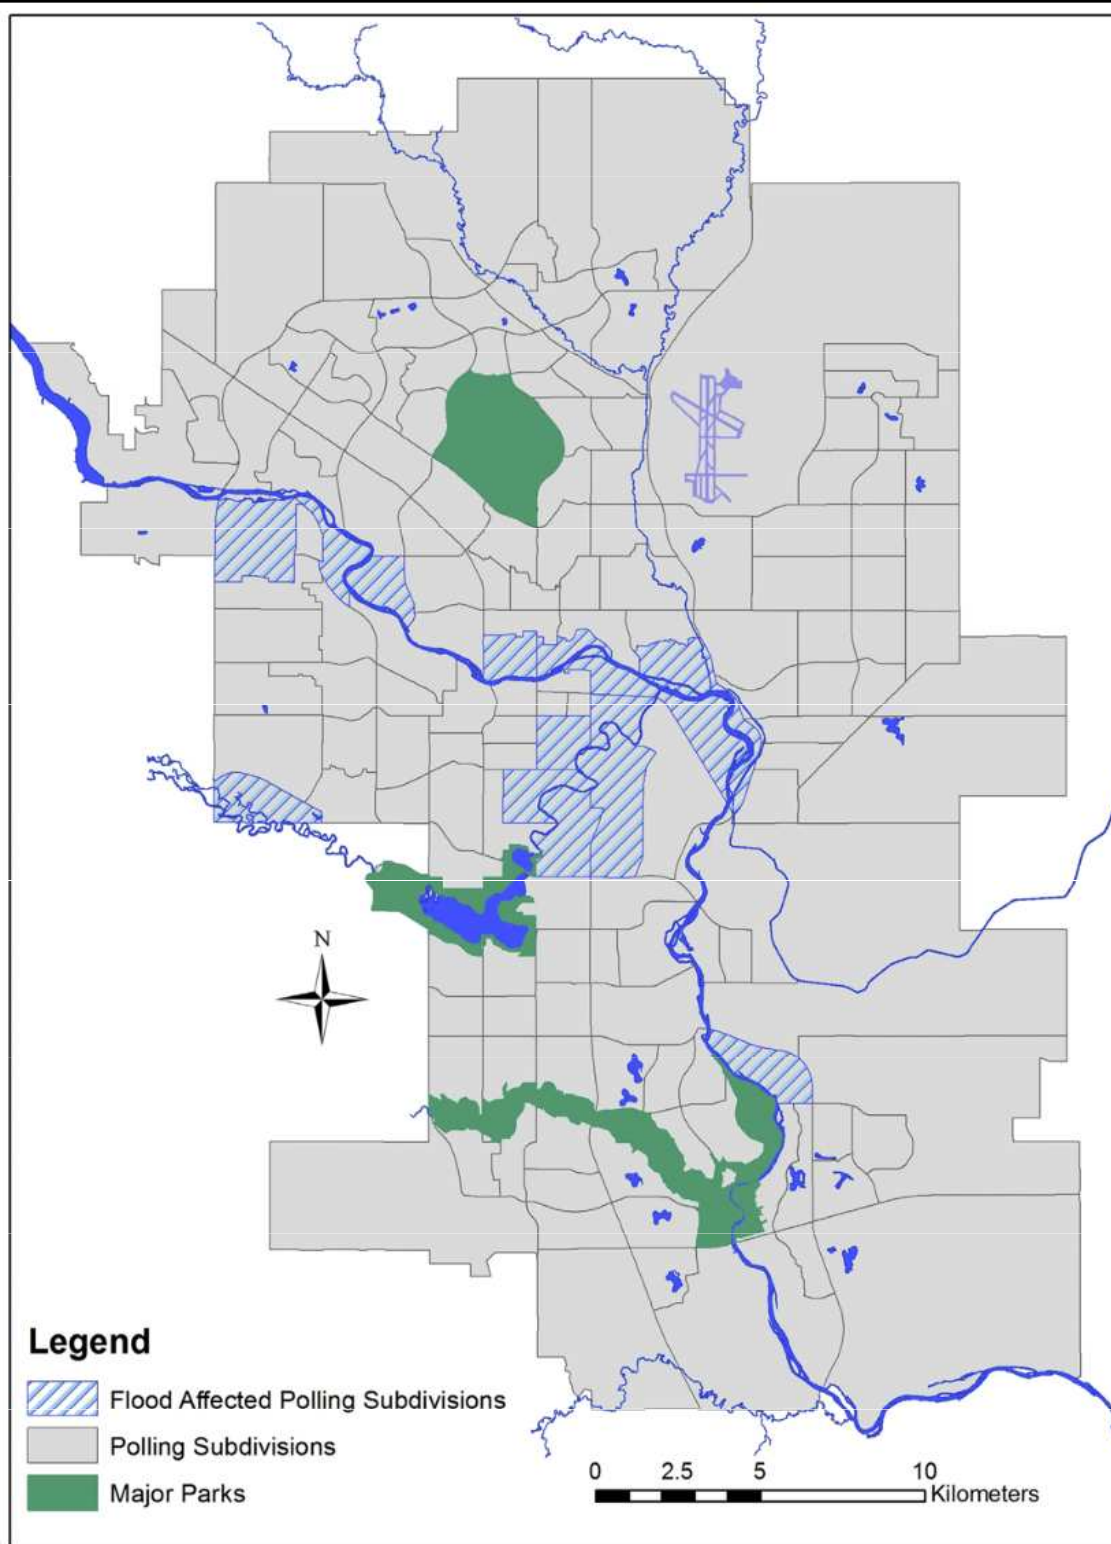 N
Legend
Flood Affected Polling Subdivisions
Polling Subdivisions
Major Parks
0 2.5 5 10
Kilometers